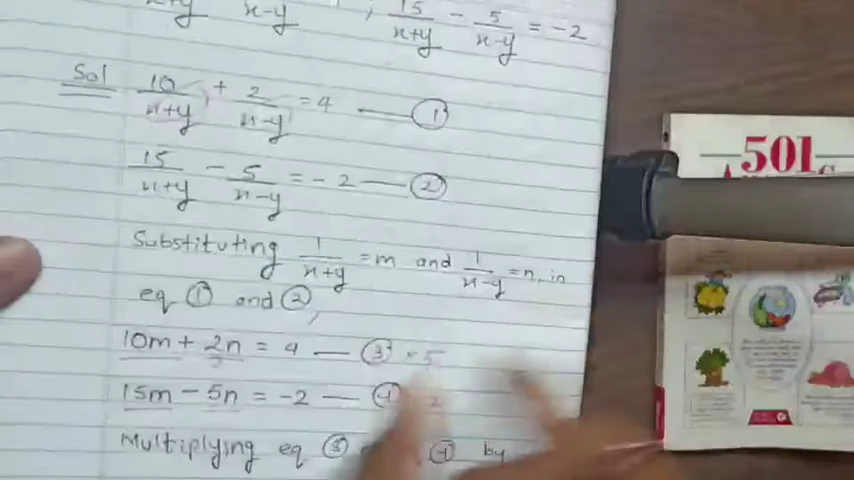 x+y x-y ; 15/x+y - 5/x-y = -2
Sol 10/x+y + 2/x-y = 4 — ①
15/x+y - 5/x-y = -2 — ②
Substituting 1/x+y = m and 1/x-y = n, in
eq ① and ②
10m + 2n = 4 — ③ × 5
15m - 5n = -2 — ④
Multiplying eq ③ ④ by
501